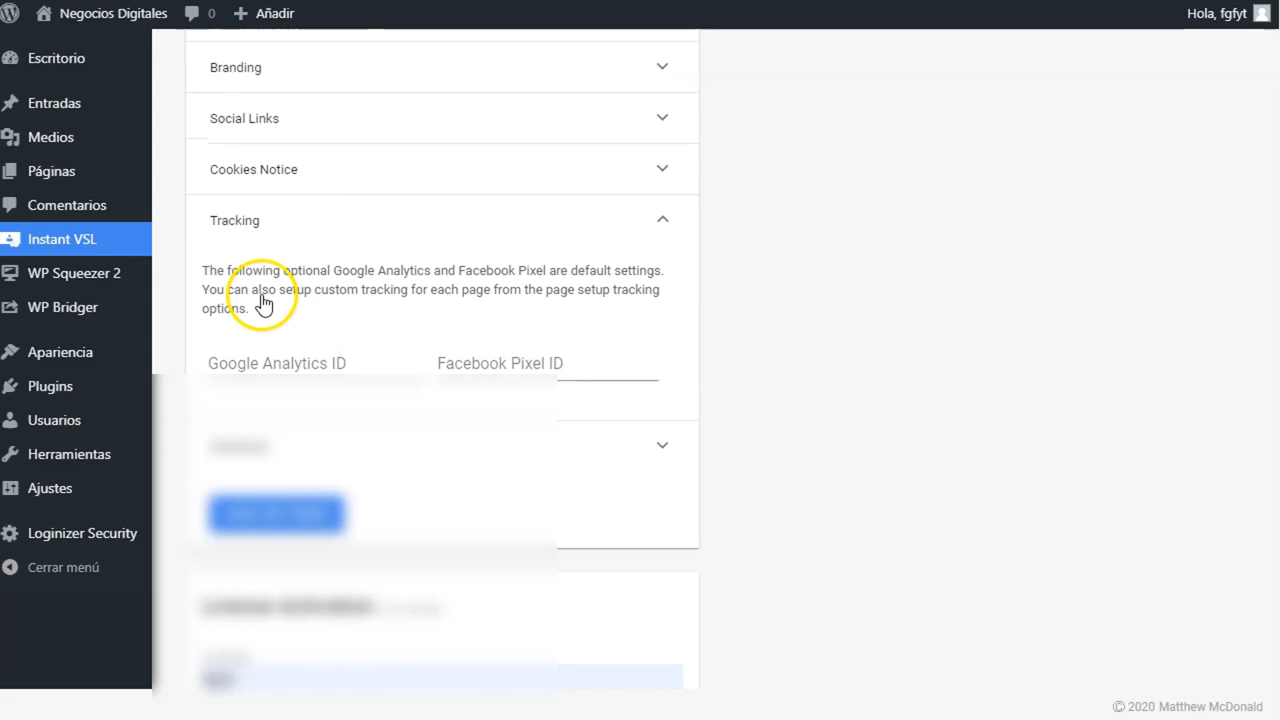 Negocios Digitales
0
Añadir
Hola, fgfyt
Escritorio
Entradas
Medios
Páginas
Comentarios
Instant VSL
WP Squeezer 2
WP Bridger
Apariencia
Plugins
Usuarios
Herramientas
Ajustes
Loginizer Security
Cerrar menú
Branding
Social Links
Cookies Notice
Tracking
The following optional Google Analytics and Facebook Pixel are default settings.
You can also setup custom tracking for each page from the page setup tracking
options.
Google Analytics ID
Facebook Pixel ID
© 2020 Matthew McDonald